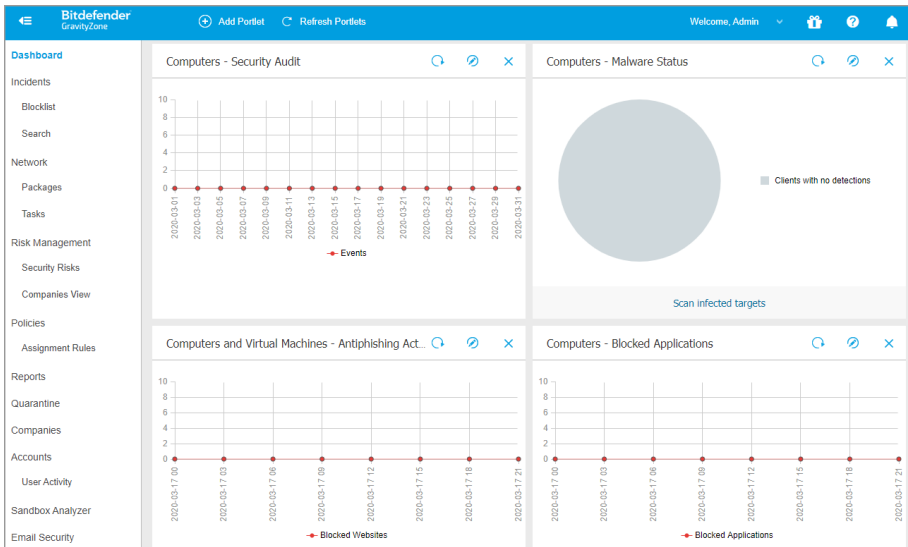 Bitdefender
GravityZone
Add Portlet
Refresh Portlets
Welcome, Admin
Dashboard
Incidents
Blocklist
Search
Network
Packages
Tasks
Risk Management
Security Risks
Companies View
Policies
Assignment Rules
Reports
Quarantine
Companies
Accounts
User Activity
Sandbox Analyzer
Email Security
Computers - Security Audit
10
8
6
4
2
0
2020-03-01
2020-03-03
2020-03-05
2020-03-07
2020-03-09
2020-03-11
2020-03-13
2020-03-15
2020-03-17
2020-03-19
2020-03-21
2020-03-23
2020-03-25
2020-03-27
2020-03-29
2020-03-31
Events
Computers - Malware Status
Clients with no detections
Scan infected targets
Computers and Virtual Machines - Antiphishing Act...
10
8
6
4
2
0
2020-03-17 00
2020-03-17 03
2020-03-17 06
2020-03-17 09
2020-03-17 12
2020-03-17 15
2020-03-17 18
2020-03-17 21
Blocked Websites
Computers - Blocked Applications
10
8
6
4
2
0
2020-03-17 00
2020-03-17 03
2020-03-17 06
2020-03-17 09
2020-03-17 12
2020-03-17 15
2020-03-17 18
2020-03-17 21
Blocked Applications